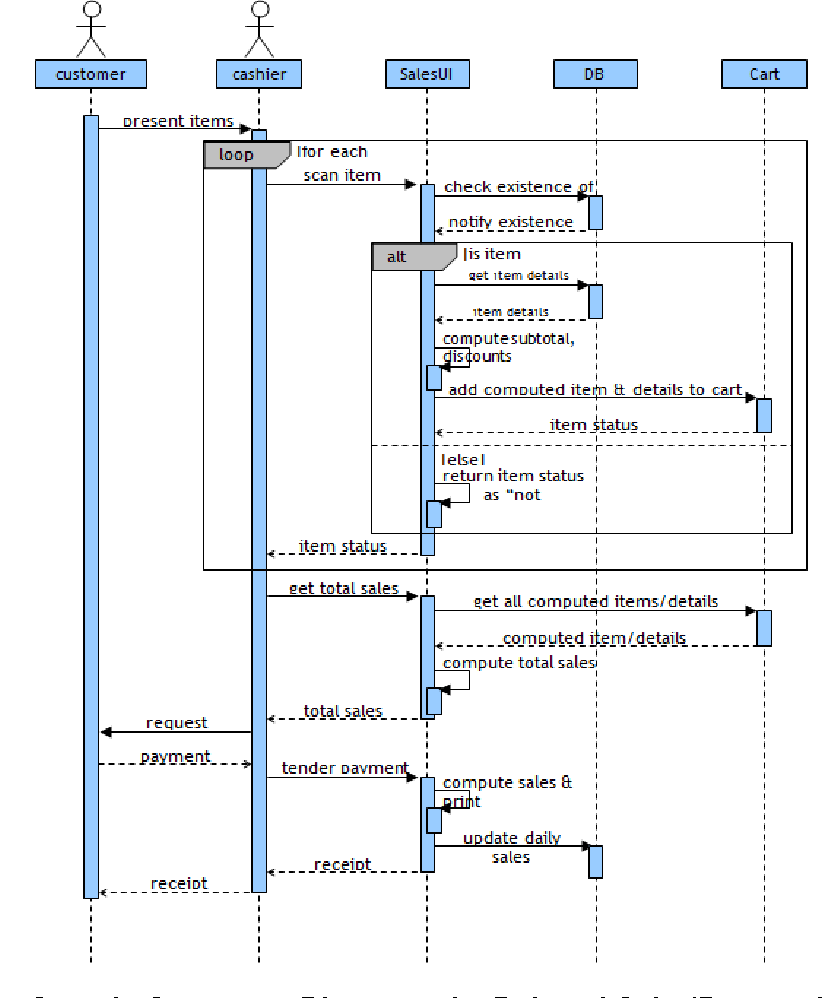 customer
cashier
SalesUI
DB
Cart
present items
loop
[for each
scan item
check existence of
notify existence
alt
[is item
get item details
item details
compute subtotal,
discounts
add computed item & details to cart
item status
[else]
return item status
as "not
item status
get total sales
get all computed items/details
computed item/details
compute total sales
total sales
request
payment
tender payment
compute sales &
print
update daily
sales
receipt
receipt